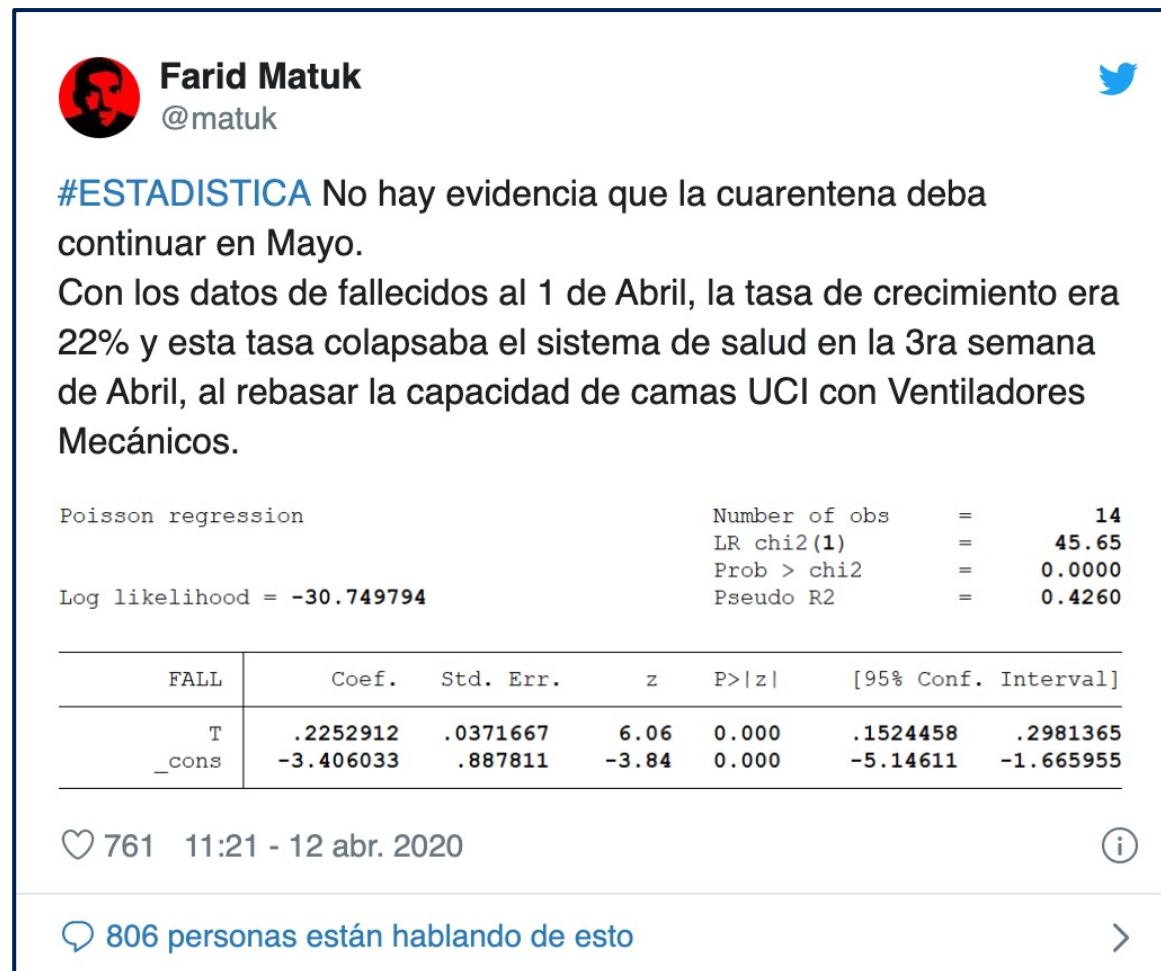 Farid Matuk
@matuk
#ESTADISTICA No hay evidencia que la cuarentena deba
continuar en Mayo.
Con los datos de fallecidos al 1 de Abril, la tasa de crecimiento era
22% y esta tasa colapsaba el sistema de salud en la 3ra semana
de Abril, al rebasar la capacidad de camas UCI con Ventiladores
Mecánicos.
Poisson regression Number of obs = 14
LR chi2(1) = 45.65
Prob > chi2 = 0.0000
Log likelihood = -30.749794 Pseudo R2 = 0.4260
FALL Coef. Std. Err. z P>|z| [95% Conf. Interval]
T .2252912 .0371667 6.06 0.000 .1524458 .2981365
_cons -3.406033 .887811 -3.84 0.000 -5.14611 -1.665955
761 11:21 - 12 abr. 2020
806 personas están hablando de esto